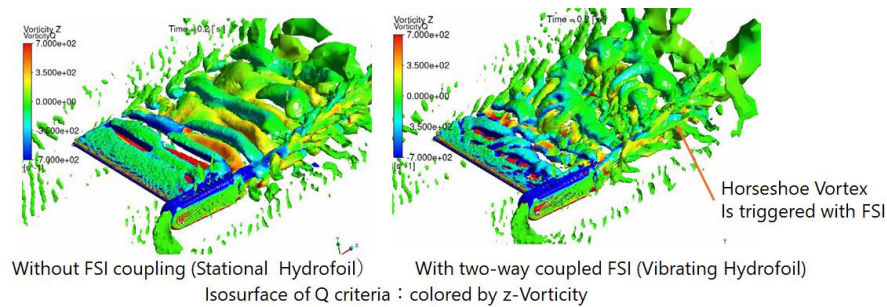 Vorticity Z
VorticityQ
7.000e+02
3.500e+02
0.000e+00
-3.500e+02
-7.000e+02
[s^-1]
Time = 0.2 [ s ]
Vorticity Z
VorticityQ
7.000e+02
3.500e+02
0.000e+00
-3.500e+02
-7.000e+02
[s^-1]
Time = 0.2 [ s ]
Horseshoe Vortex
Is triggered with FSI
Without FSI coupling (Stational Hydrofoil）
With two-way coupled FSI (Vibrating Hydrofoil)
Isosurface of Q criteria：colored by z-Vorticity